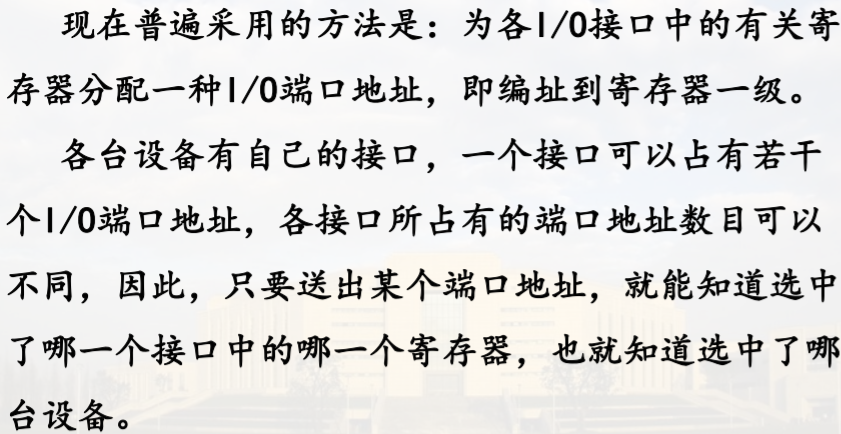 现在普遍采用的方法是：为各I/O接口中的有关寄
存器分配一种I/O端口地址，即编址到寄存器一级。
各台设备有自己的接口，一个接口可以占有若干
个I/O端口地址，各接口所占有的端口地址数目可以
不同，因此，只要送出某个端口地址，就能知道选中
了哪一个接口中的哪一个寄存器，也就知道选中了哪
台设备。